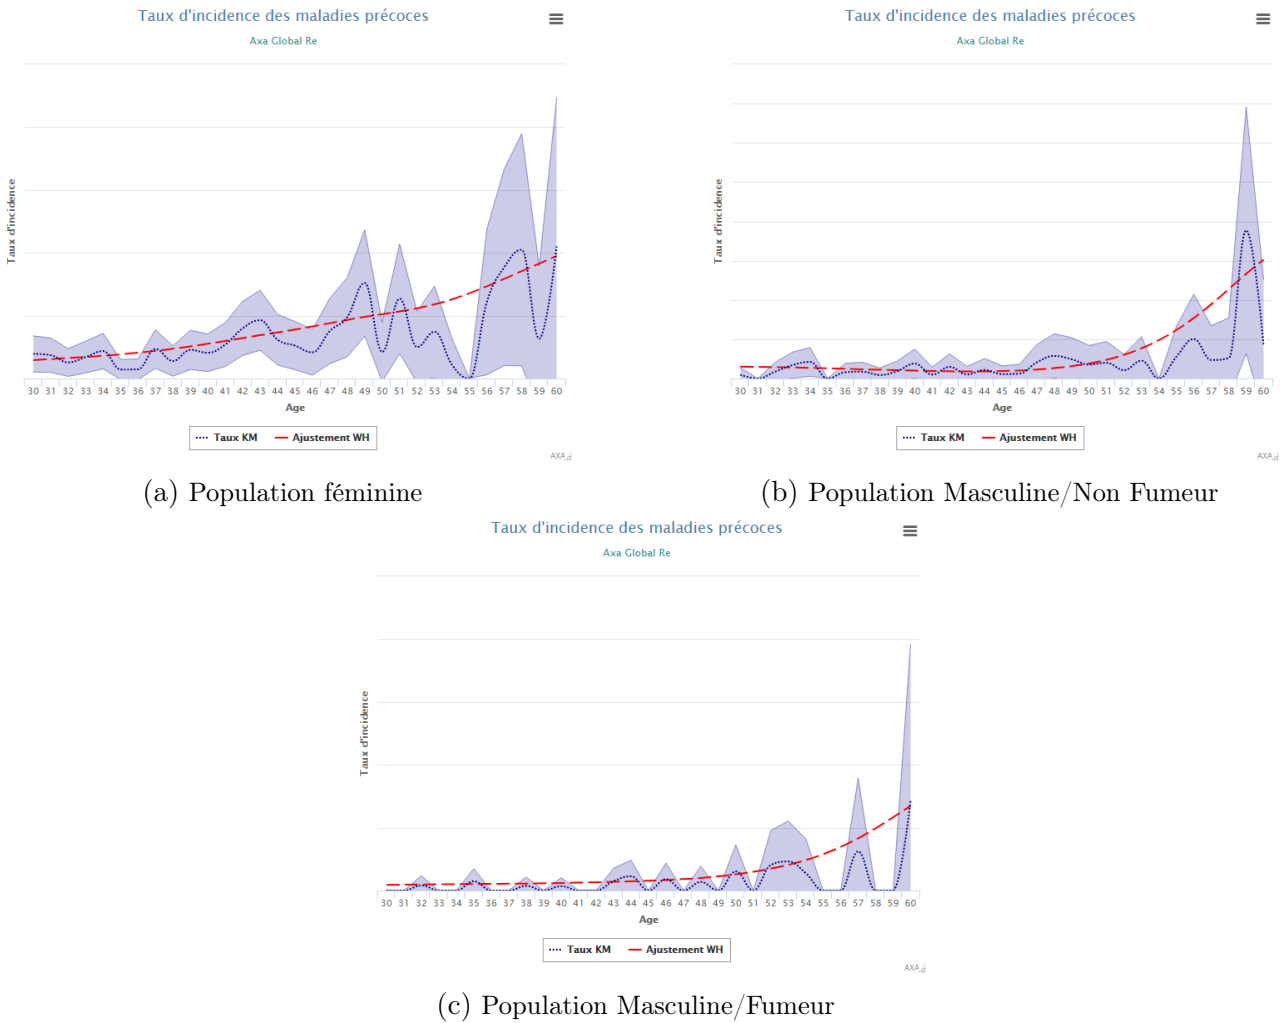 Taux d'incidence des maladies précoces
Axa Global Re
Taux d'incidence
30 31 32 33 34 35 36 37 38 39 40 41 42 43 44 45 46 47 48 49 50 51 52 53 54 55 56 57 58 59 60
Age
Taux KM Ajustement WH
AXA
(a) Population féminine
Taux d'incidence des maladies précoces
Axa Global Re
Taux d'incidence
30 31 32 33 34 35 36 37 38 39 40 41 42 43 44 45 46 47 48 49 50 51 52 53 54 55 56 57 58 59 60
Age
Taux KM Ajustement WH
AXA
(b) Population Masculine/Non Fumeur
Taux d'incidence des maladies précoces
Axa Global Re
Taux d'incidence
30 31 32 33 34 35 36 37 38 39 40 41 42 43 44 45 46 47 48 49 50 51 52 53 54 55 56 57 58 59 60
Age
Taux KM Ajustement WH
AXA
(c) Population Masculine/Fumeur